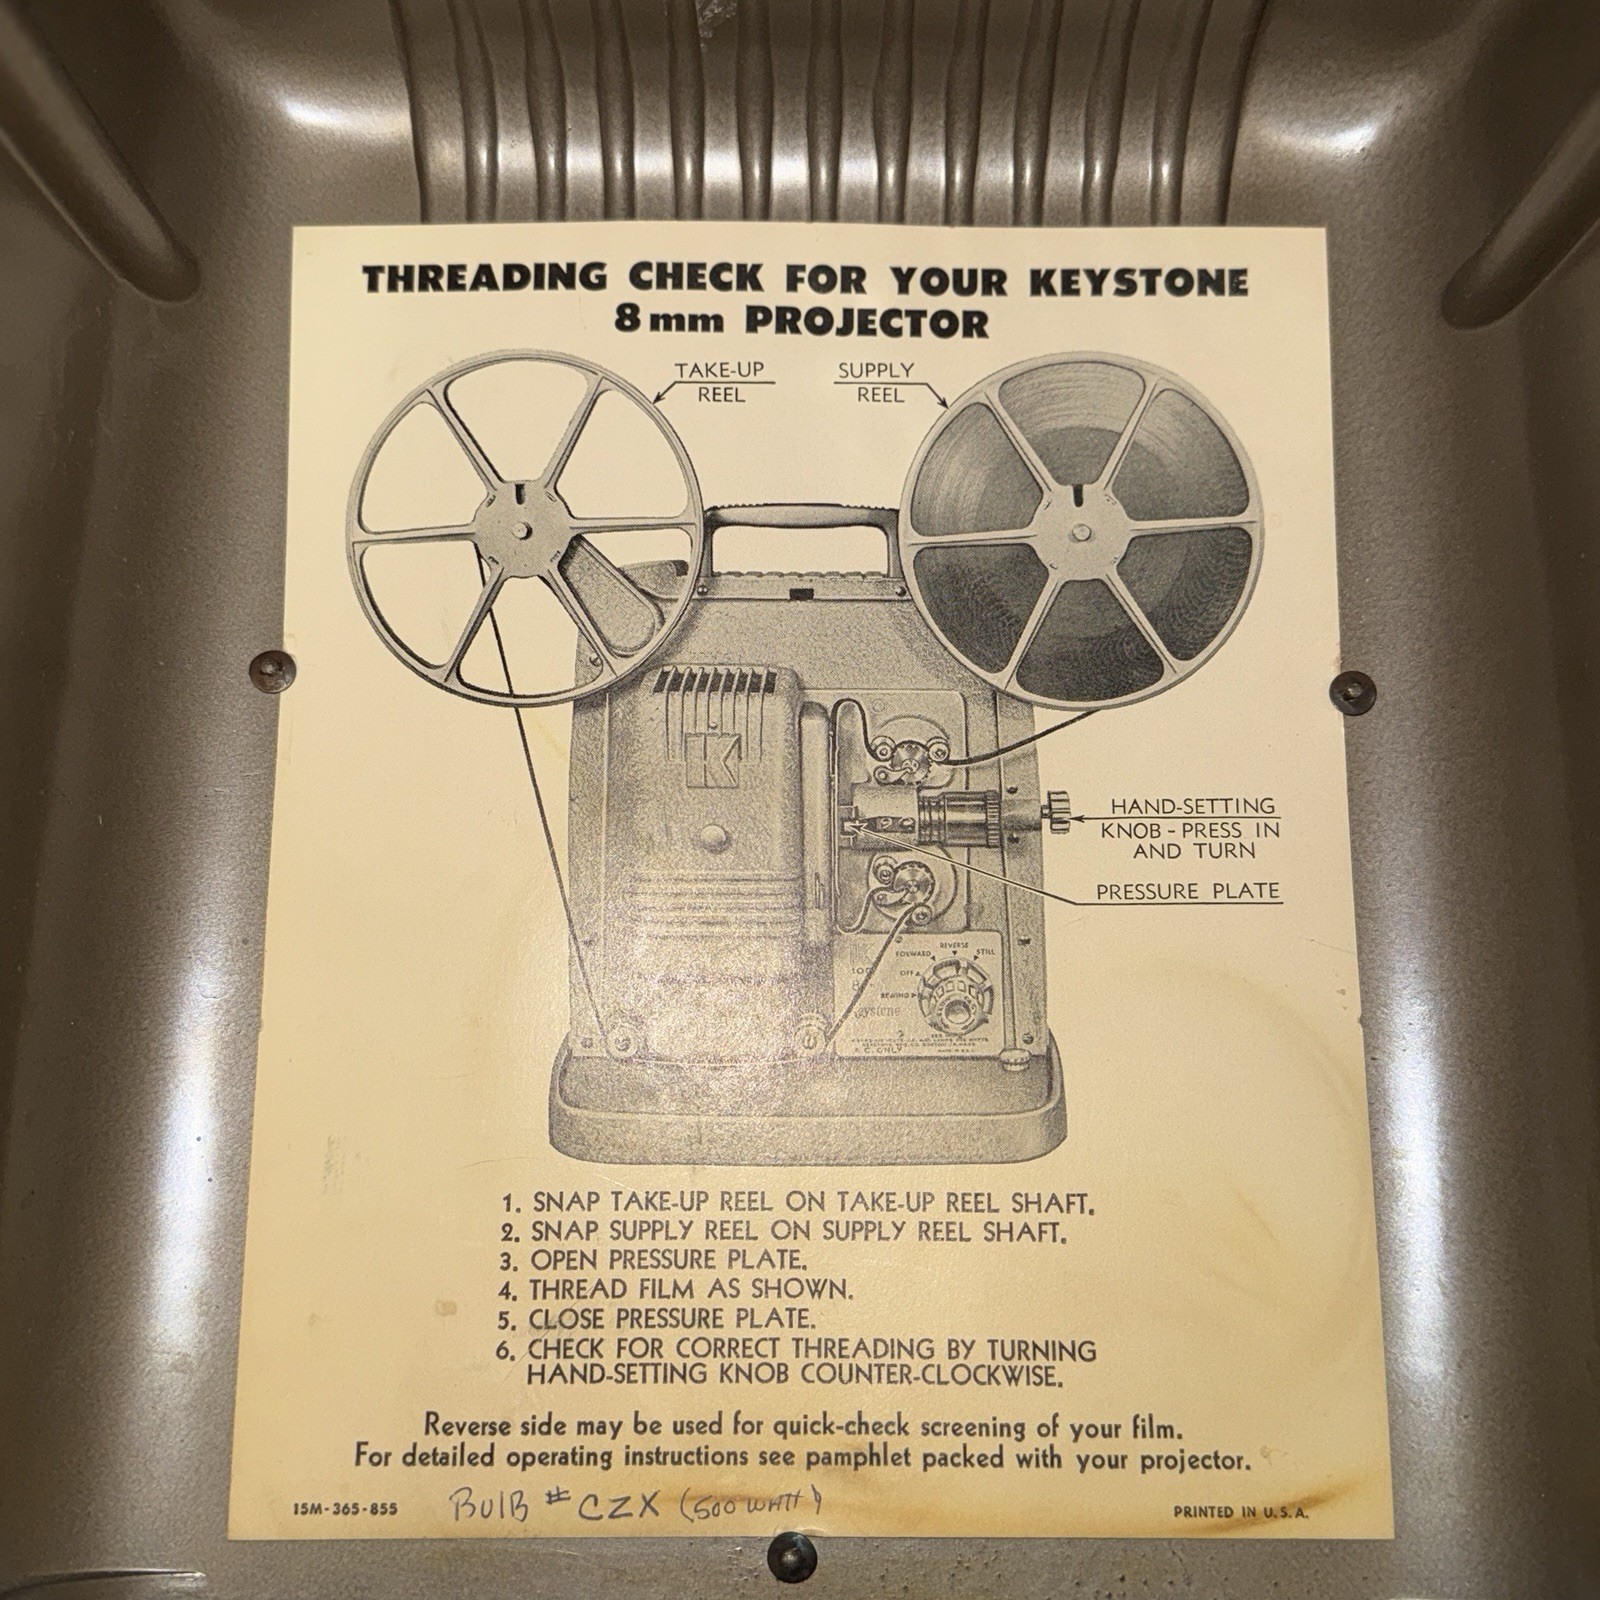 THREADING CHECK FOR YOUR KEYSTONE
8mm PROJECTOR
TAKE-UP
REEL
SUPPLY
REEL
K
HAND-SETTING
KNOB - PRESS IN
AND TURN
PRESSURE PLATE
REVERSE
FORWARD
STILL
OFF
REWIND
A.C. ONLY
1. SNAP TAKE-UP REEL ON TAKE-UP REEL SHAFT.
2. SNAP SUPPLY REEL ON SUPPLY REEL SHAFT.
3. OPEN PRESSURE PLATE.
4. THREAD FILM AS SHOWN.
5. CLOSE PRESSURE PLATE.
6. CHECK FOR CORRECT THREADING BY TURNING
HAND-SETTING KNOB COUNTER-CLOCKWISE.
Reverse side may be used for quick-check screening of your film.
For detailed operating instructions see pamphlet packed with your projector.
15M-365-855
BulB # CZX (500 WATT)
PRINTED IN U.S.A.